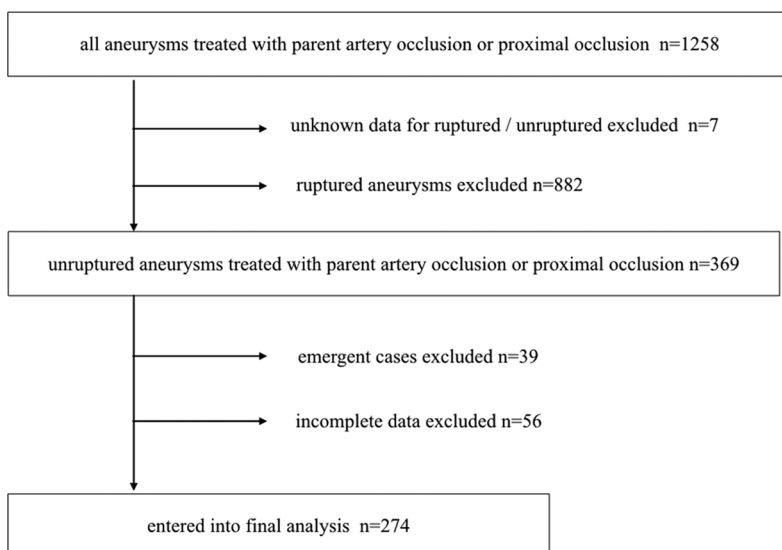 all aneurysms treated with parent artery occlusion or proximal occlusion n=1258
unknown data for ruptured / unruptured excluded n=7
ruptured aneurysms excluded n=882
unruptured aneurysms treated with parent artery occlusion or proximal occlusion n=369
emergent cases excluded n=39
incomplete data excluded n=56
entered into final analysis n=274